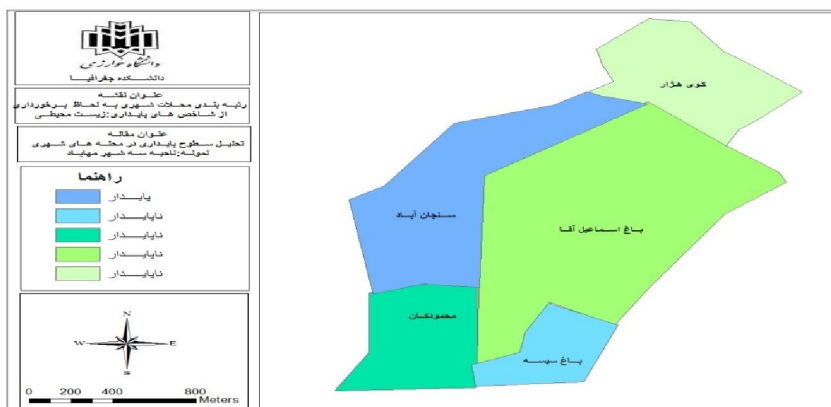 دانشگاه خوارزمی
دانشکده جغرافیا
عنوان نقشه
رتبه بندی محلات شهری به لحاظ برخورداری
از شاخص های پایداری:زیست محیطی
عنوان مقاله
تحلیل سطوح پایداری در محله های شهری
نمونه:ناحیه سه شهر مهاباد
راهنما
پایدار
ناپایدار
ناپایدار
ناپایدار
ناپایدار
N
W E
S
0 200 400 800
Meters
کوی هژار
سنجان آباد
باغ اسماعیل آقا
محمودکان
باغ سیسه